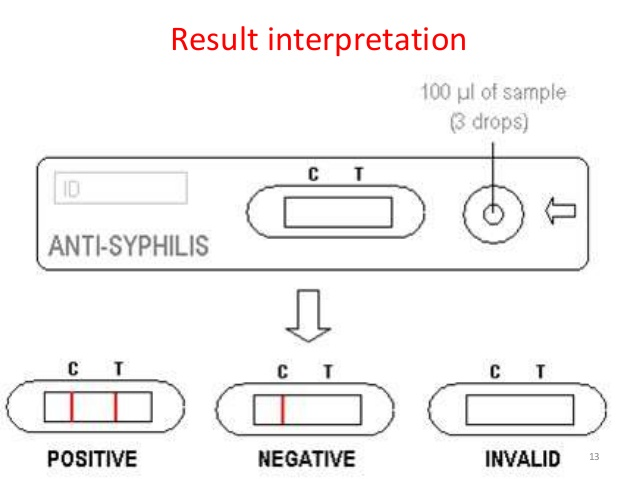 Result interpretation
100 µl of sample
(3 drops)
C T
ID
ANTI-SYPHILIS
C T
C T
C T
POSITIVE
NEGATIVE
INVALID
13